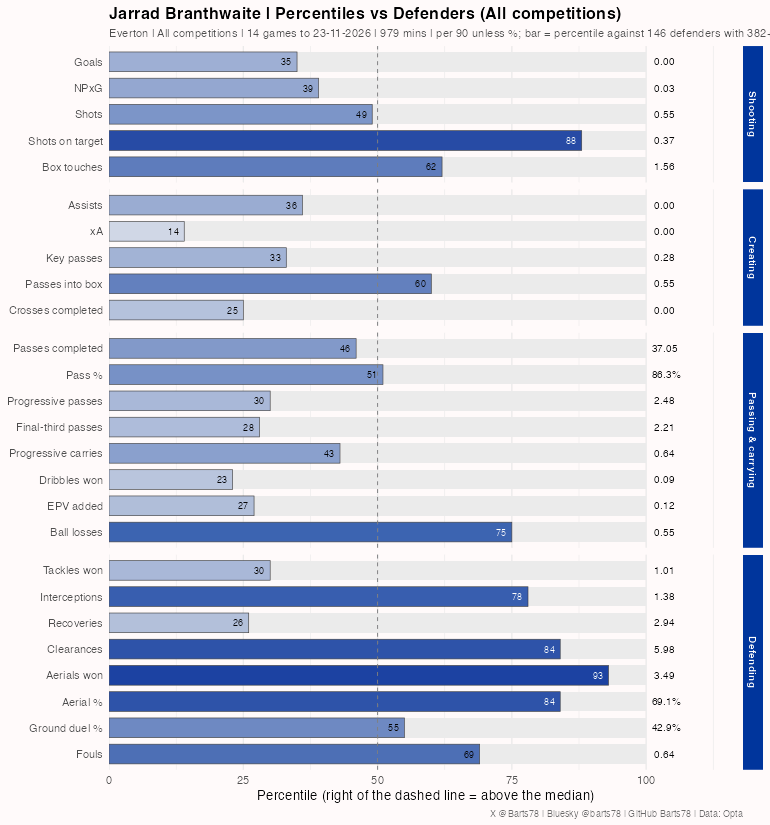 Jarrad Branthwaite | Percentiles vs Defenders (All competitions)
Everton | All competitions | 14 games to 23-11-2026 | 979 mins | per 90 unless %; bar = percentile against 146 defenders with 382-
Goals 35 0.00
NPxG 39 0.03
Shots 49 0.55
Shots on target 88 0.37
Box touches 62 1.56
Shooting
Assists 36 0.00
xA 14 0.00
Key passes 33 0.28
Passes into box 60 0.55
Crosses completed 25 0.00
Creating
Passes completed 46 37.05
Pass % 51 86.3%
Progressive passes 30 2.48
Final-third passes 28 2.21
Progressive carries 43 0.64
Dribbles won 23 0.09
EPV added 27 0.12
Ball losses 75 0.55
Passing & carrying
Tackles won 30 1.01
Interceptions 78 1.38
Recoveries 26 2.94
Clearances 84 5.98
Aerials won 93 3.49
Aerial % 84 69.1%
Ground duel % 55 42.9%
Fouls 69 0.64
Defending
0 25 50 75 100
Percentile (right of the dashed line = above the median)
X @Barts78 | Bluesky @barts78 | GitHub Barts78 | Data: Opta